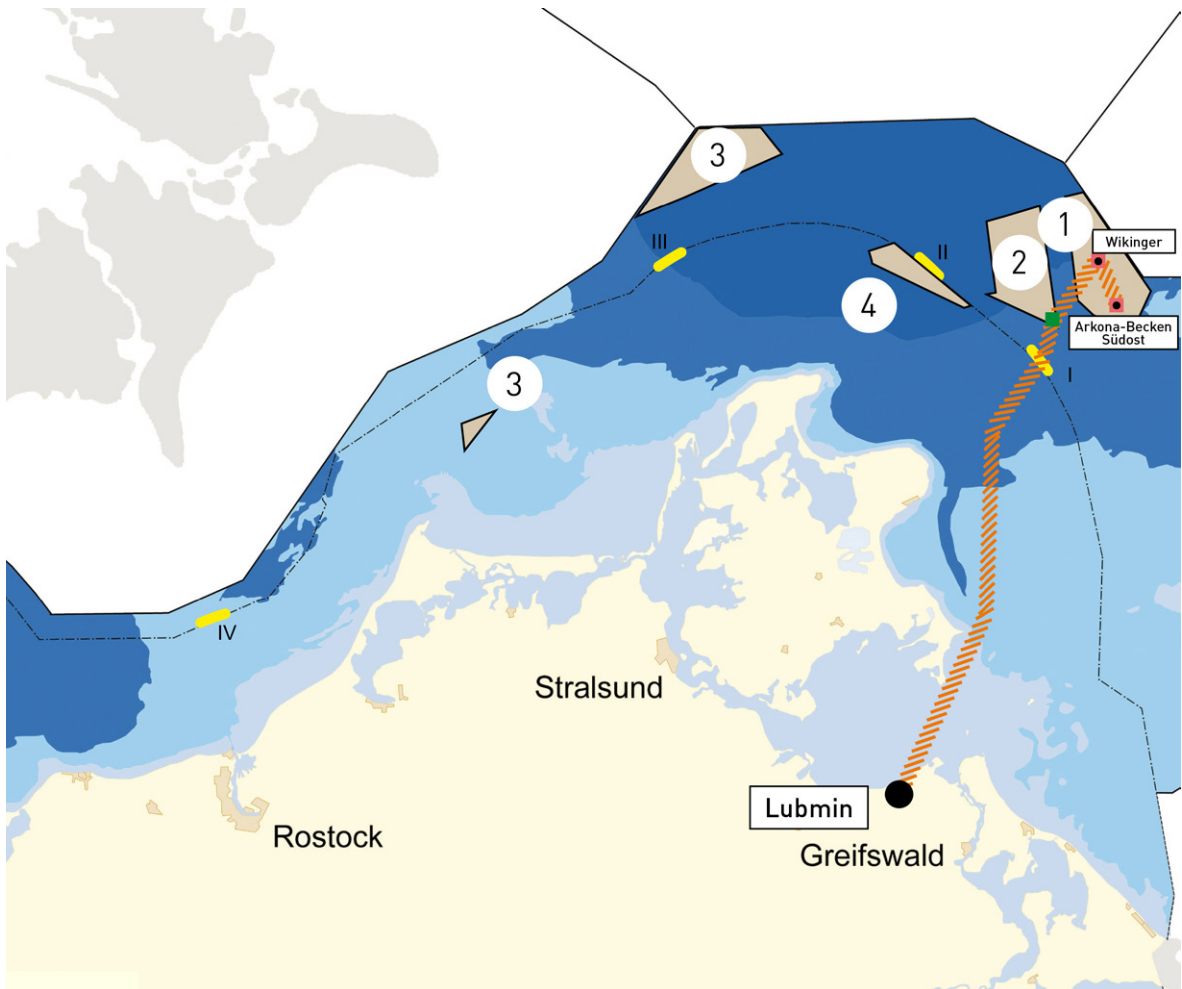 3
1
Wikinger
III
II
2
4
Arkona-Becken
Südost
I
3
IV
Stralsund
Lubmin
Rostock
Greifswald